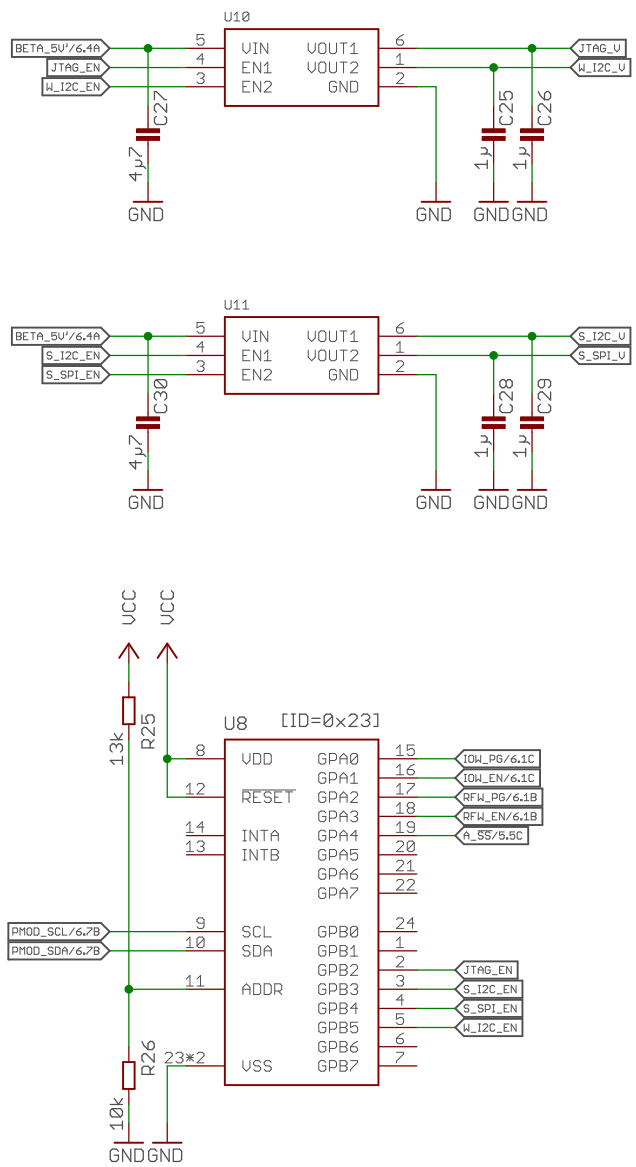 U10
BETA_5V'/6.4A 5 VIN VOUT1 6 JTAG_V
JTAG_EN 4 EN1 VOUT2 1 W_I2C_V
W_I2C_EN 3 EN2 GND 2
C27 4µ7 C25 1µ C26 1µ
GND GND GND GND
U11
BETA_5V'/6.4A 5 VIN VOUT1 6 S_I2C_V
S_I2C_EN 4 EN1 VOUT2 1 S_SPI_V
S_SPI_EN 3 EN2 GND 2
C30 4µ7 C28 1µ C29 1µ
GND GND GND GND
VCC VCC
U8 [ID=0x23]
13k R25
8 VDD GPA0 15 IOW_PG/6.1C
GPA1 16 IOW_EN/6.1C
12 RESET GPA2 17 RFW_PG/6.1B
GPA3 18 RFW_EN/6.1B
14 INTA GPA4 19 A_SS/5.5C
13 INTB GPA5 20
GPA6 21
GPA7 22
PMOD_SCL/6.7B 9 SCL GPB0 24
PMOD_SDA/6.7B 10 SDA GPB1 1
GPB2 2 JTAG_EN
11 ADDR GPB3 3 S_I2C_EN
GPB4 4 S_SPI_EN
GPB5 5 W_I2C_EN
GPB6 6
23*2 VSS GPB7 7
10k R26
GND GND